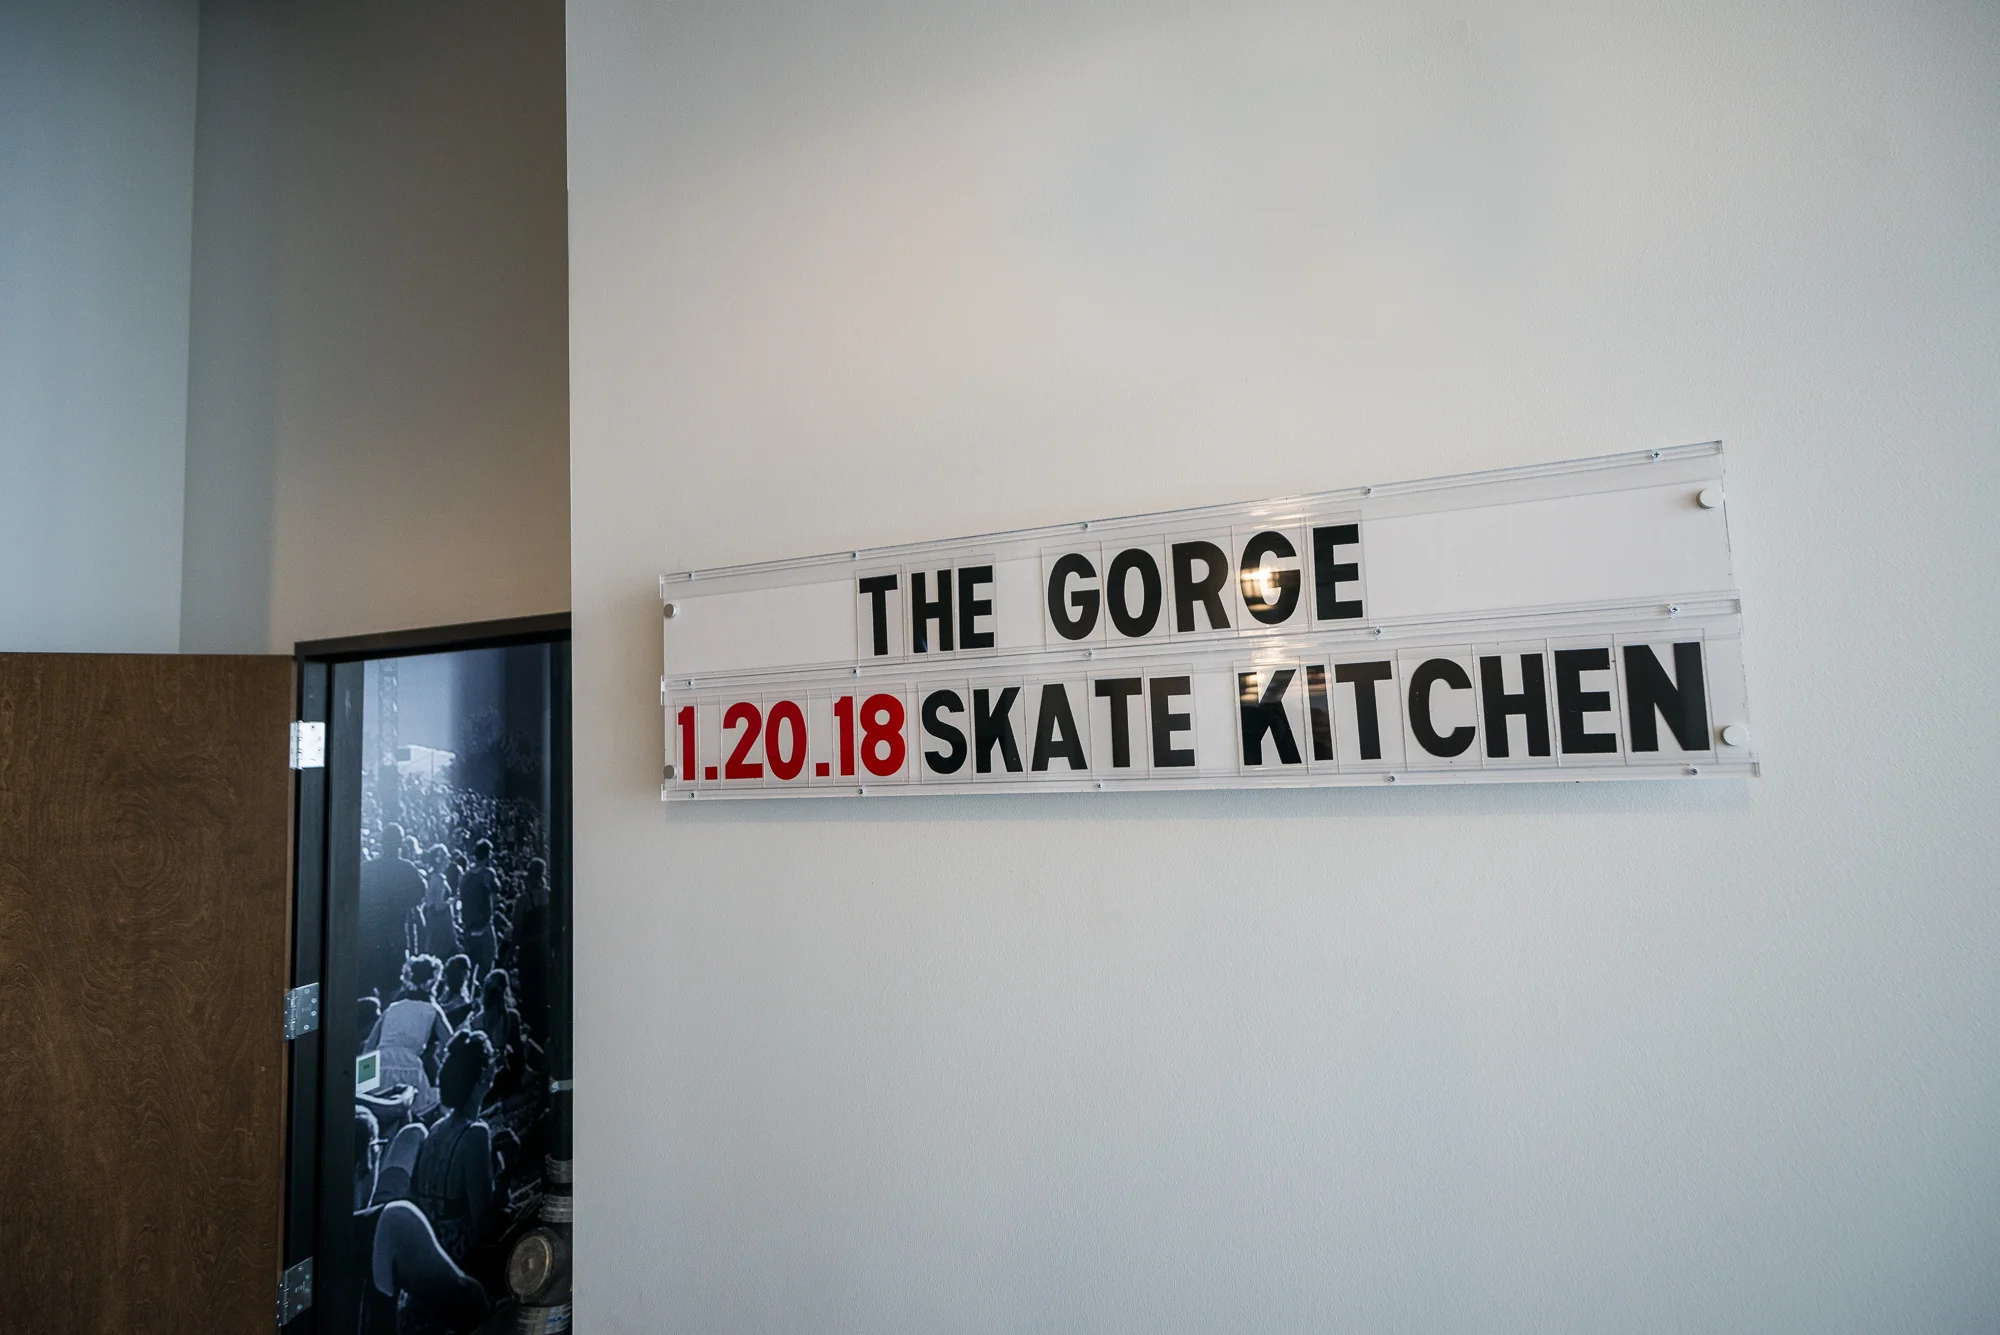 THE GORGE
1.20.18 SKATE KITCHEN